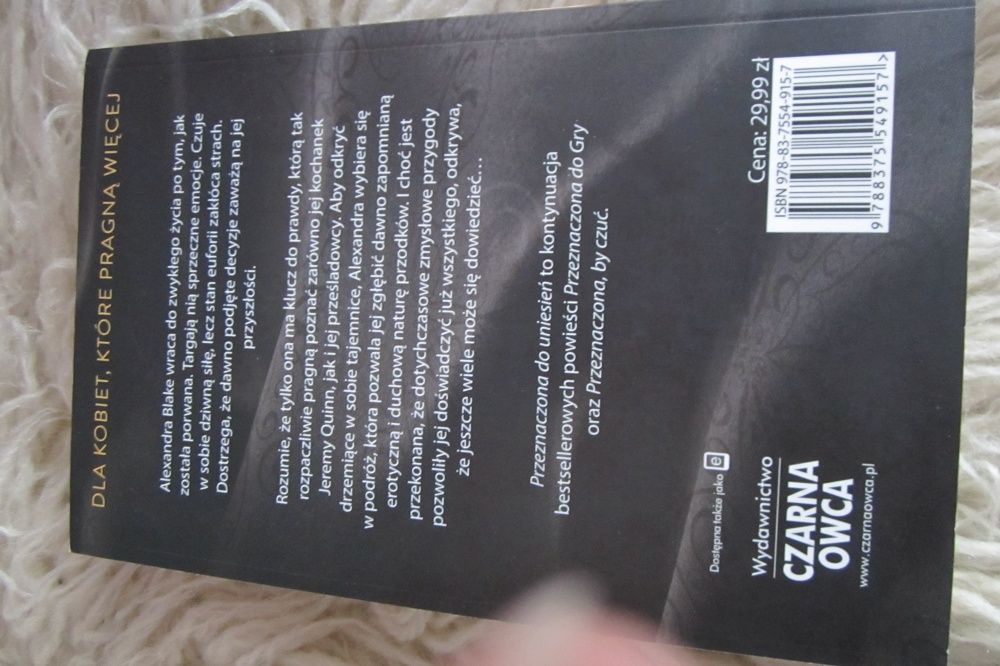 DLA KOBIET, KTÓRE PRAGNĄ WIĘCEJ
Alexandra Blake wraca do zwykłego życia po tym, jak
została porwana. Targają nią sprzeczne emocje. Czuje
w sobie dziwną siłę, lecz stan euforii zakłóca strach.
Dostrzega, że dawno podjęte decyzje zaważą na jej
przyszłości.
Rozumie, że tylko ona ma klucz do prawdy, którą tak
rozpaczliwie pragną poznać zarówno jej kochanek
Jeremy Quinn, jak i jej prześladowcy. Aby odkryć
drzemiące w sobie tajemnice, Alexandra wybiera się
w podróż, która pozwala jej zgłębić dawno zapomnianą
erotyczną i duchową naturę przodków. I choć jest
przekonana, że dotychczasowe zmysłowe przygody
pozwoliły jej doświadczyć już wszystkiego, odkrywa,
że jeszcze wiele może się dowiedzieć…
Przeznaczona do uniesień to kontynuacja
bestsellerowych powieści Przeznaczona do Gry
oraz Przeznaczona, by czuć.
Dostępna także jako e
Wydawnictwo
CZARNA
OWCA
www.czarnaowca.pl
Cena: 29,99 zł
ISBN 978-83-7554-915-7
9 788375 549157 >